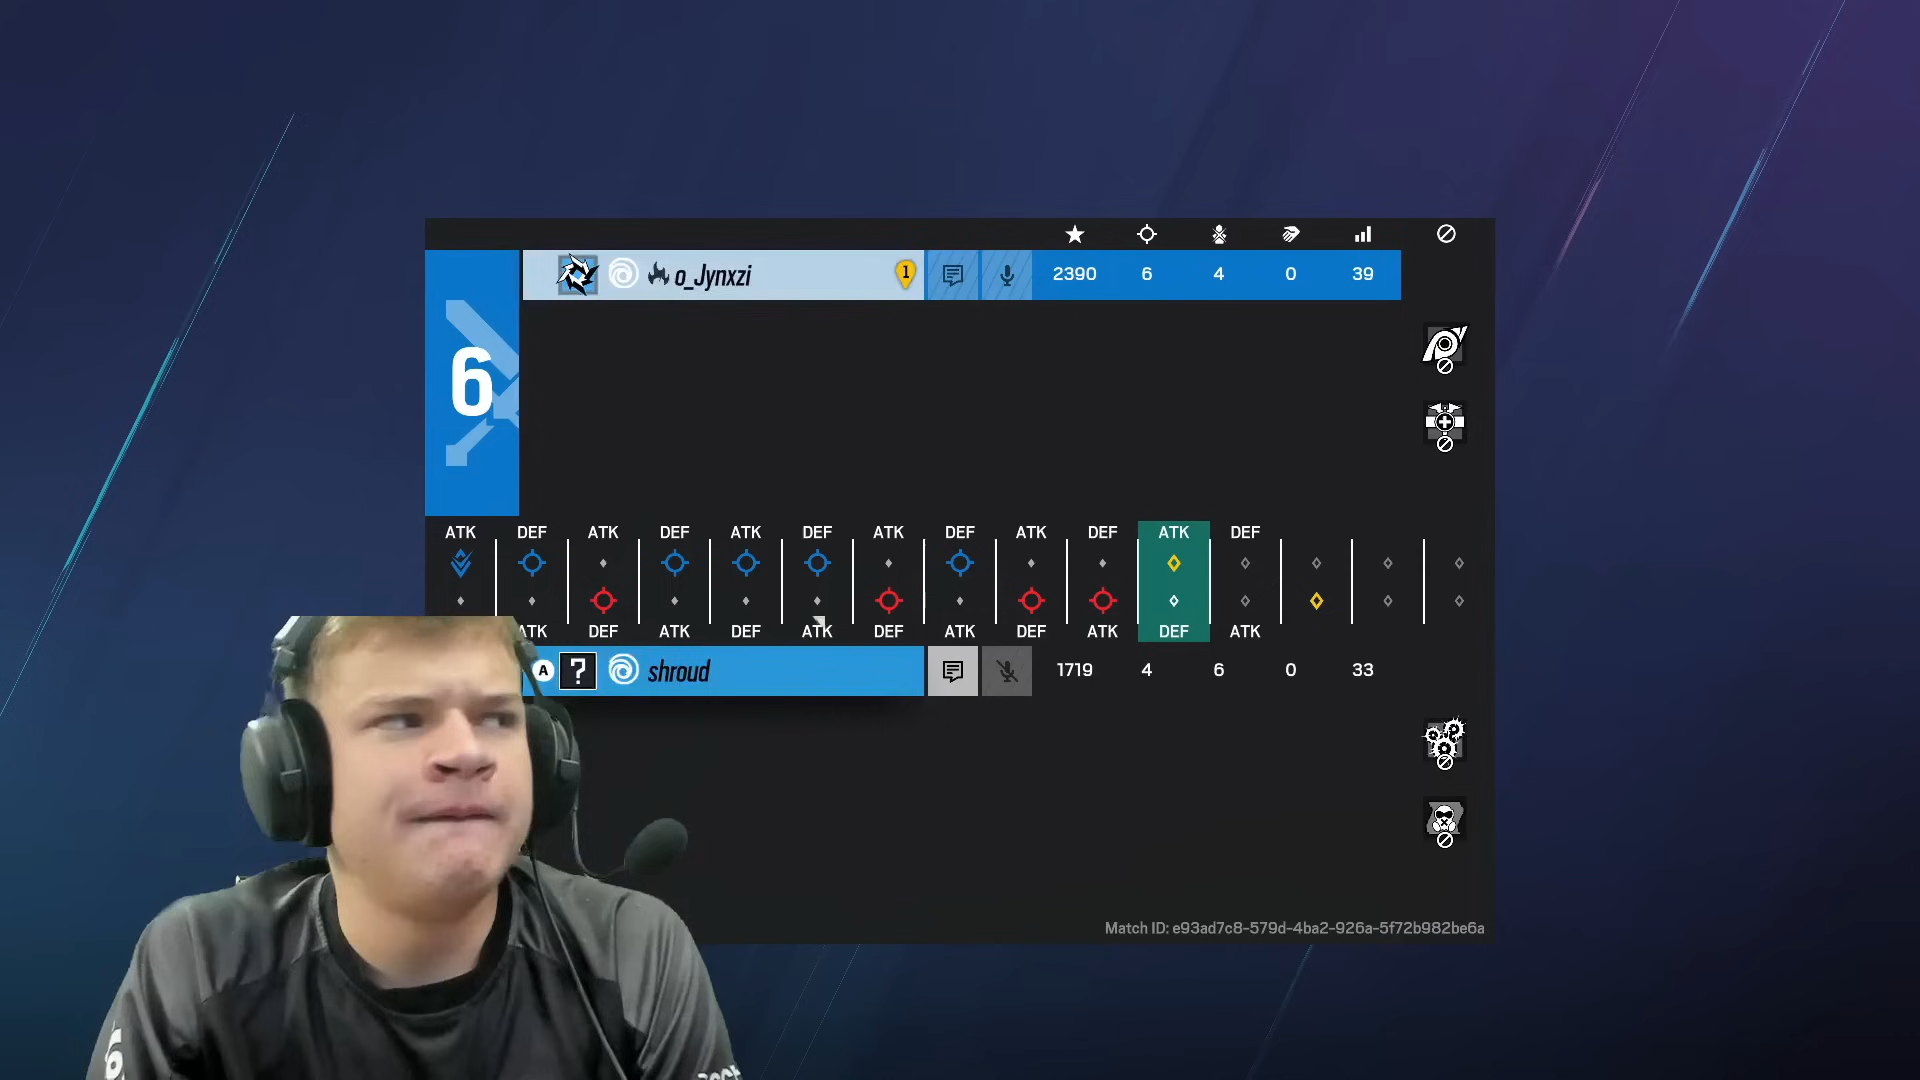 o_Jynxzi 1 2390 6 4 0 39
6
ATK DEF ATK DEF ATK DEF ATK DEF ATK DEF ATK DEF
ATK DEF ATK DEF ATK DEF ATK DEF ATK DEF ATK
A ? shroud 1719 4 6 0 33
Match ID: e93ad7c8-579d-4ba2-926a-5f72b982be6a
6